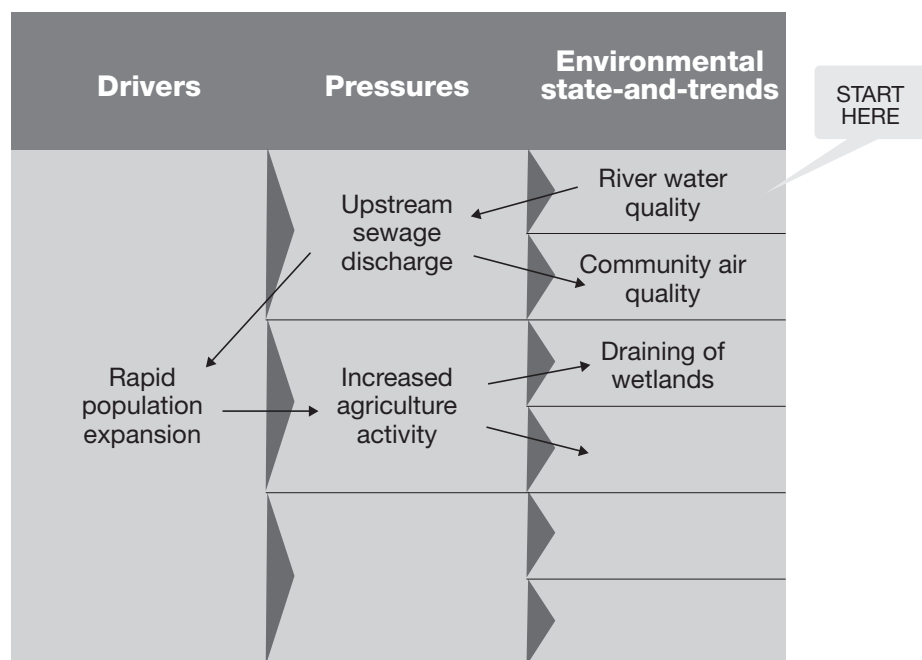 Drivers
Pressures
Environmental
state-and-trends
START
HERE
River water
quality
Upstream
sewage
discharge
Community air
quality
Draining of
wetlands
Rapid
population
expansion
Increased
agriculture
activity